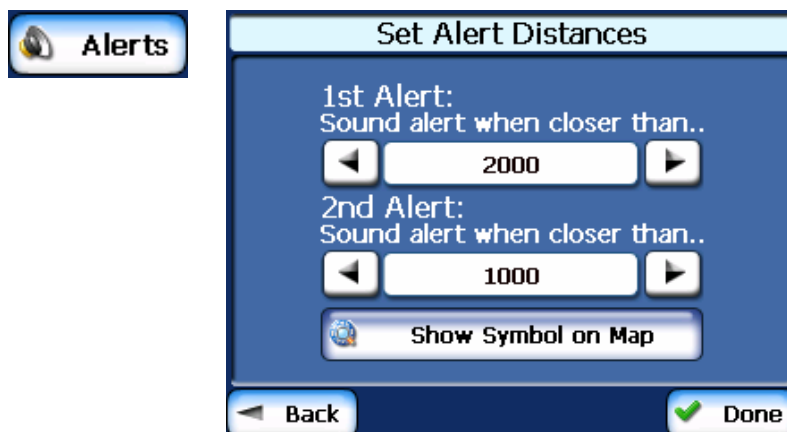 Alerts
Set Alert Distances
1st Alert:
Sound alert when closer than..
2000
2nd Alert:
Sound alert when closer than..
1000
Show Symbol on Map
Back
Done